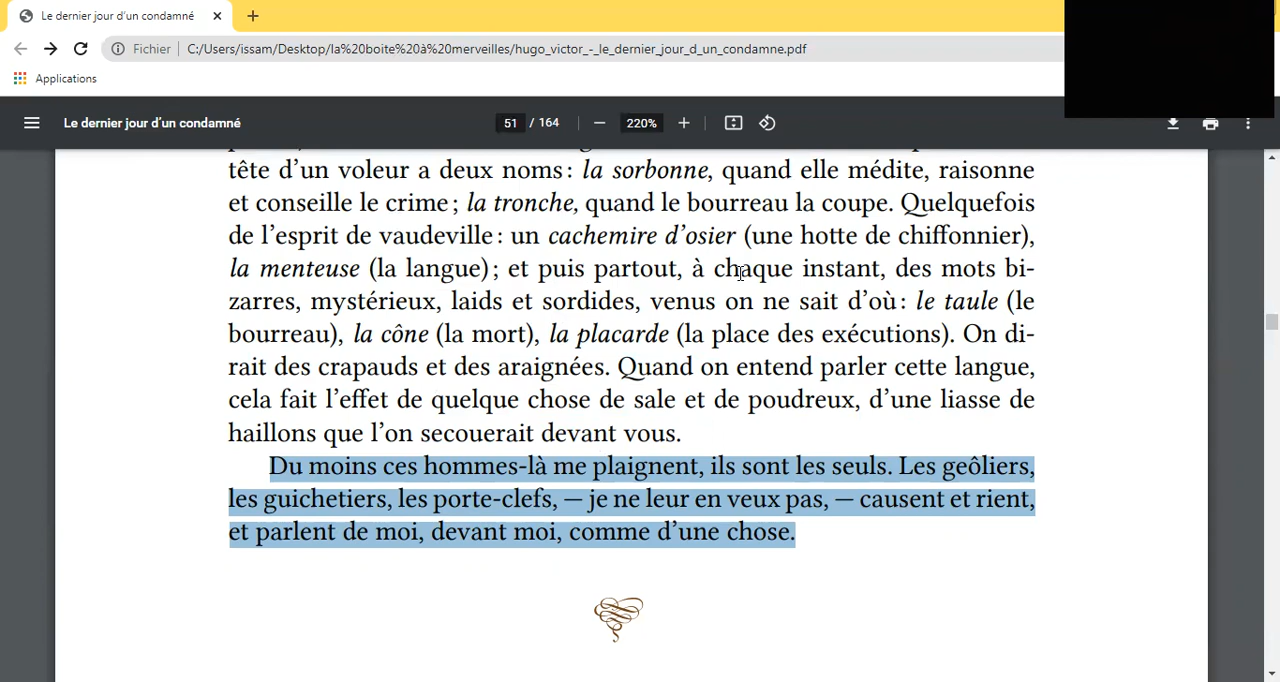 Le dernier jour d'un condamné
Fichier C:/Users/issam/Desktop/la%20boite%20à%20merveilles/hugo_victor_-_le_dernier_jour_d_un_condamne.pdf
Applications
Le dernier jour d'un condamné 51 / 164 220%
tête d'un voleur a deux noms : la sorbonne, quand elle médite, raisonne
et conseille le crime ; la tronche, quand le bourreau la coupe. Quelquefois
de l'esprit de vaudeville : un cachemire d'osier (une hotte de chiffonnier),
la menteuse (la langue) ; et puis partout, à chaque instant, des mots bi-
zarres, mystérieux, laids et sordides, venus on ne sait d'où : le taule (le
bourreau), la cône (la mort), la placarde (la place des exécutions). On di-
rait des crapauds et des araignées. Quand on entend parler cette langue,
cela fait l'effet de quelque chose de sale et de poudreux, d'une liasse de
haillons que l'on secouerait devant vous.
Du moins ces hommes-là me plaignent, ils sont les seuls. Les geôliers,
les guichetiers, les porte-clefs, — je ne leur en veux pas, — causent et rient,
et parlent de moi, devant moi, comme d'une chose.